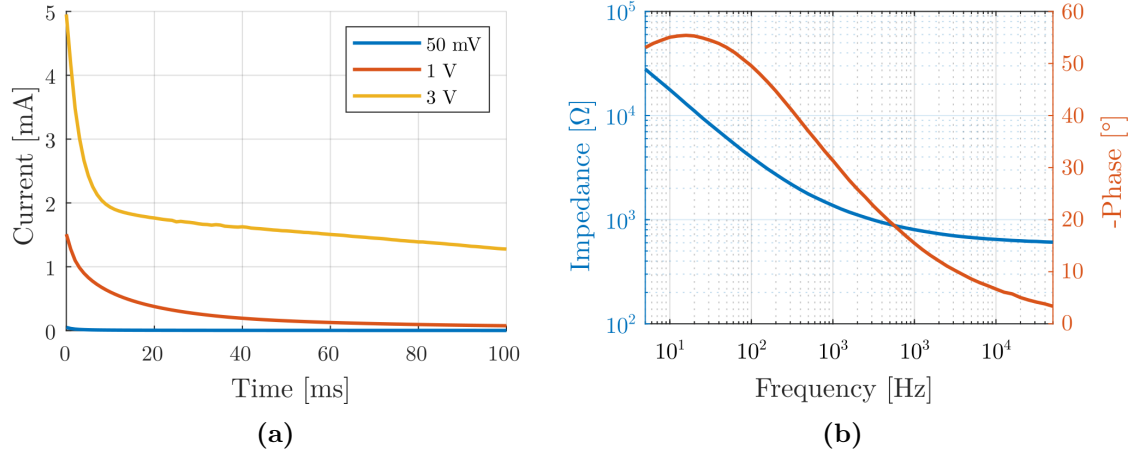 5
4
3
2
1
0
Current [mA]
50 mV
1 V
3 V
0 20 40 60 80 100
Time [ms]
(a)
10^5
10^4
10^3
10^2
Impedance [Ω]
60
50
40
30
20
10
0
-Phase [°]
10^1 10^2 10^3 10^3 10^4
Frequency [Hz]
(b)